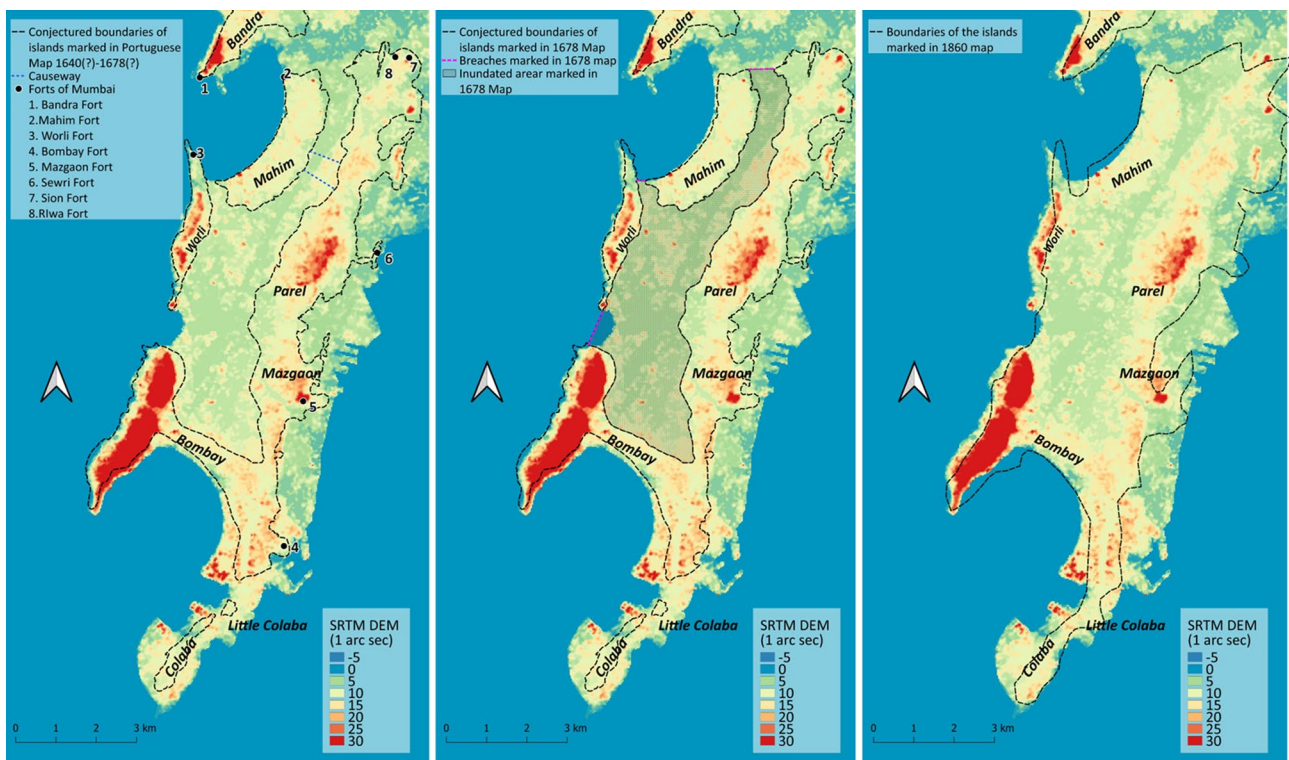 Conjectured boundaries of
islands marked in Portuguese
Map 1640(?)-1678(?)
Causeway
Forts of Mumbai
1. Bandra Fort
2.Mahim Fort
3. Worli Fort
4. Bombay Fort
5. Mazgaon Fort
6. Sewri Fort
7. Sion Fort
8.RIwa Fort
Bandra
1
2
3
8
7
Mahim
Worli
6
Parel
Mazgaon
5
Bombay
4
Little Colaba
Colaba
SRTM DEM
(1 arc sec)
-5
0
5
10
15
20
25
30
0 1 2 3 km
Conjectured boundaries of
islands marked in 1678 Map
Breaches marked in 1678 map
Inundated arear marked in
1678 Map
Bandra
Mahim
Worli
Parel
Mazgaon
Bombay
Little Colaba
Colaba
SRTM DEM
(1 arc sec)
-5
0
5
10
15
20
25
30
0 1 2 3 km
Boundaries of the islands
marked in 1860 map
Bandra
Mahim
Worli
Parel
Mazgaon
Bombay
Little Colaba
Colaba
SRTM DEM
(1 arc sec)
-5
0
5
10
15
20
25
30
0 1 2 3 km